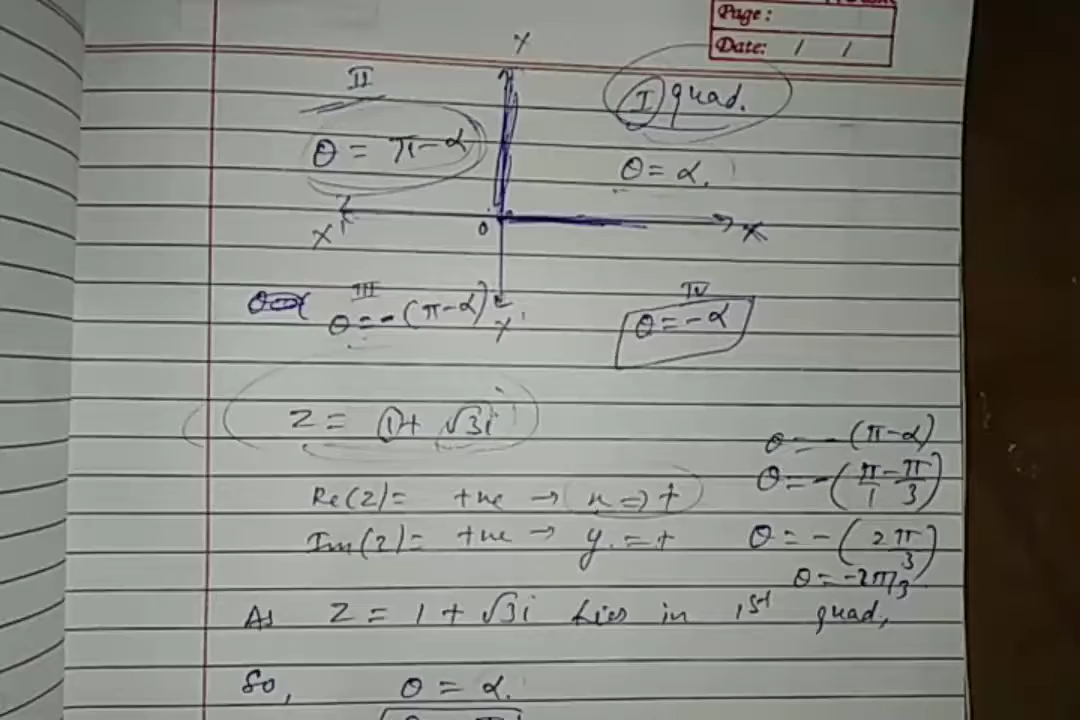 Page :
Date: / /
Y
II
I quad.
θ = π-α
θ = α.
X'
0
X
III
θ = -(π-α)
Y'
IV
θ = -α
Z = 1 + √3i
Re(Z) = +ve → x => +
Im(Z) = +ve → y = +
θ = -(π-α)
θ = -(π/1 - π/3)
θ = -(2π/3)
θ = -2π/3
As Z = 1 + √3i lies in 1st quad,
So, θ = α.